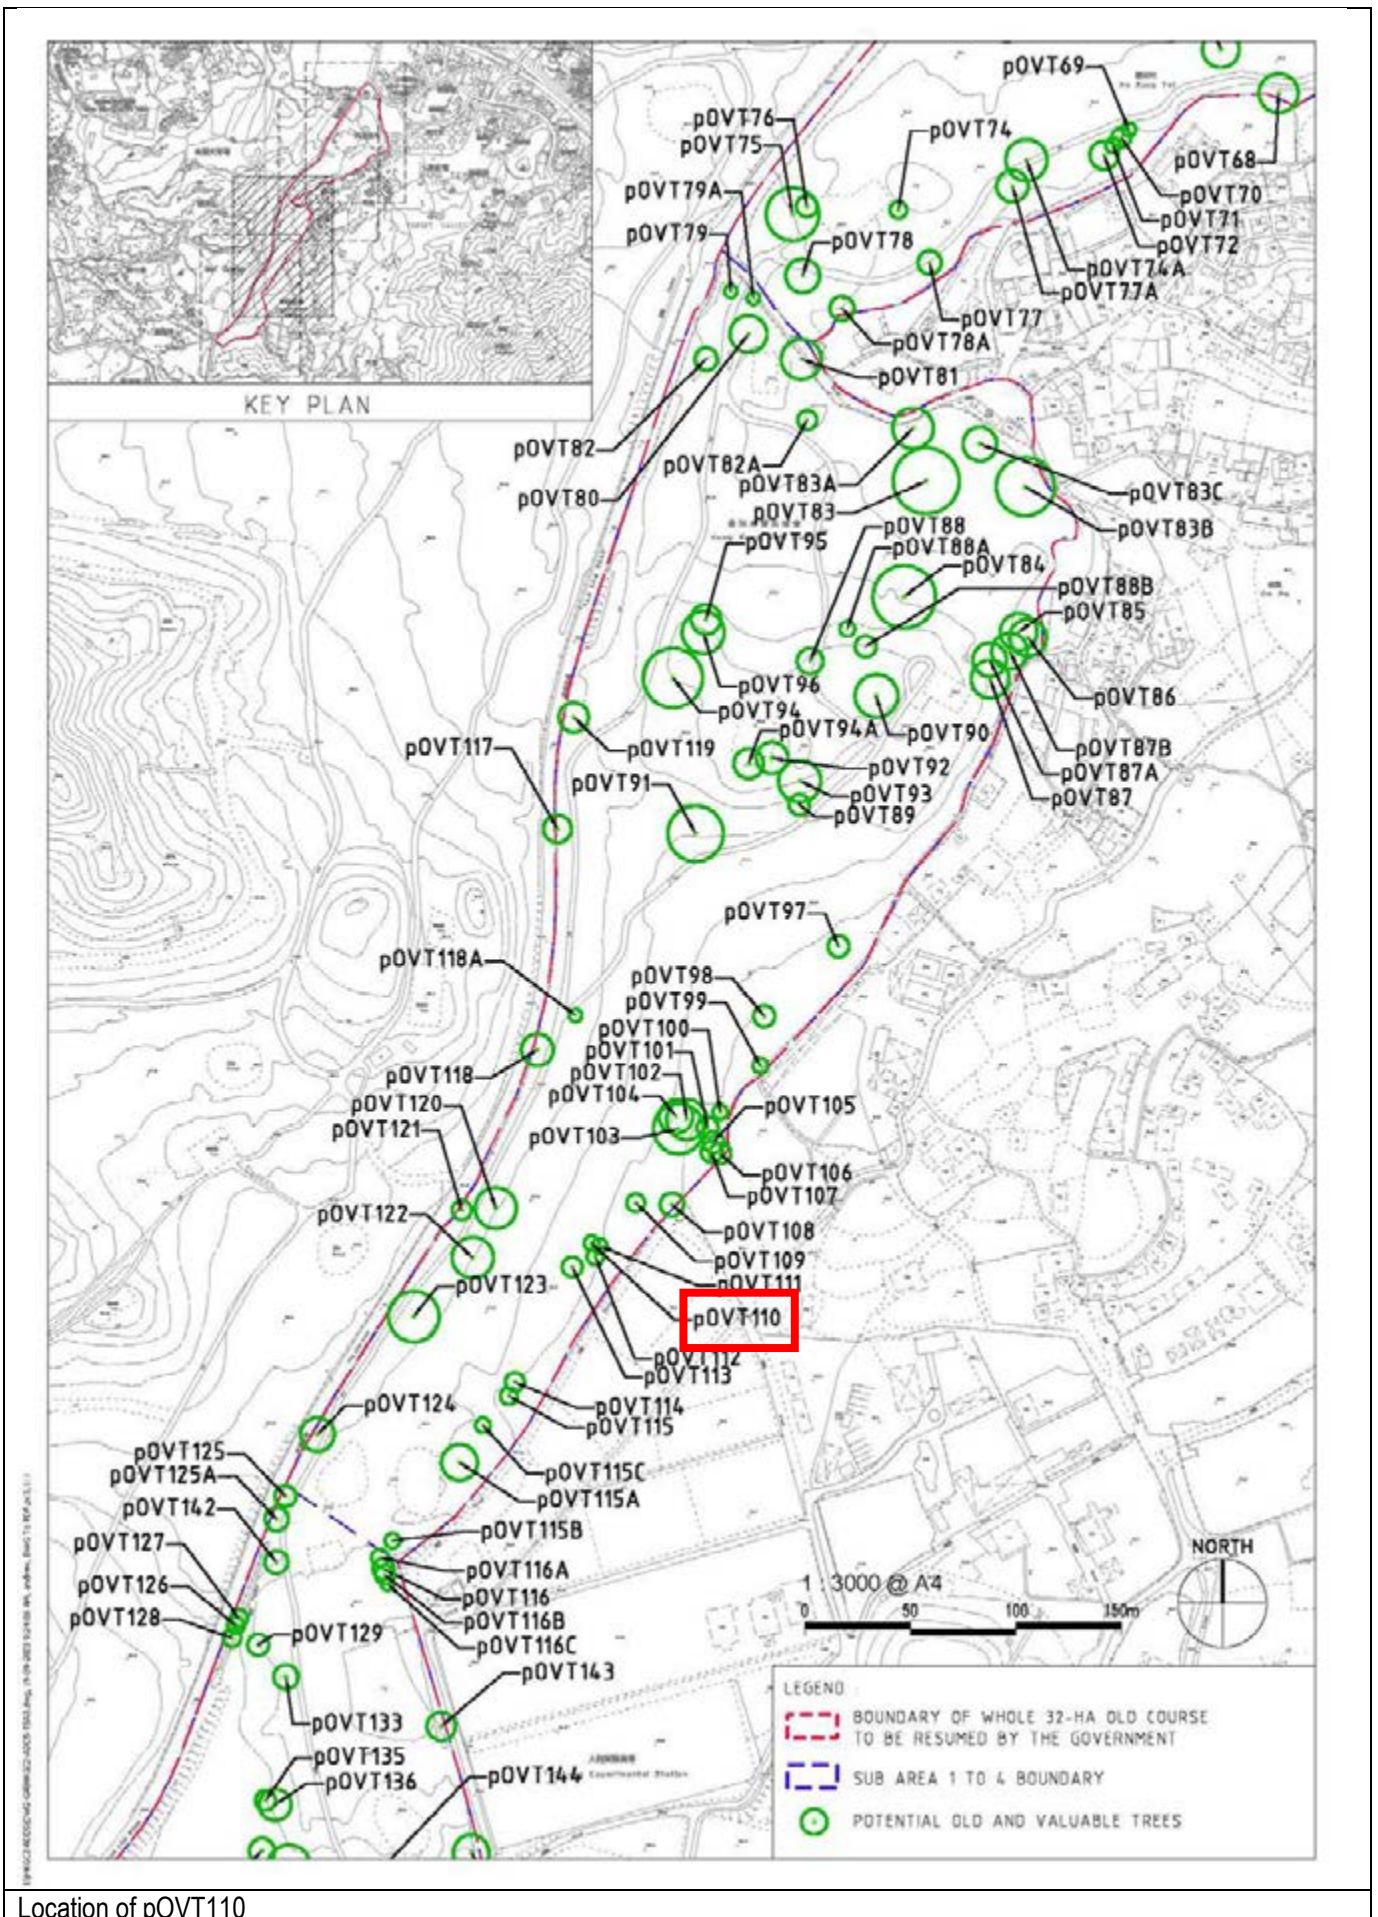 KEY PLAN
pOVT69
pOVT76
pOVT75
pOVT74
pOVT68
pOVT79A
pOVT70
pOVT71
pOVT79
pOVT78
pOVT72
pOVT74A
pOVT77A
pOVT77
pOVT78A
pOVT81
pOVT82
pOVT82A
pOVT83A
pOVT83C
pOVT80
pOVT83
pOVT88
pOVT83B
pOVT95
pOVT88A
pOVT84
pOVT88B
pOVT85
pOVT96
pOVT86
pOVT94
pOVT94A
pOVT90
pOVT117
pOVT119
pOVT87B
pOVT92
pOVT87A
pOVT91
pOVT93
pOVT87
pOVT89
pOVT97
pOVT118A
pOVT98
pOVT99
pOVT100
pOVT101
pOVT118
pOVT102
pOVT104
pOVT120
pOVT105
pOVT121
pOVT103
pOVT106
pOVT107
pOVT122
pOVT108
pOVT109
pOVT123
pOVT111
pOVT110
pOVT112
pOVT113
pOVT124
pOVT114
pOVT115
pOVT125
pOVT125A
pOVT115C
pOVT115A
pOVT142
pOVT115B
pOVT127
pOVT116A
pOVT126
pOVT116
pOVT128
pOVT116B
pOVT129
pOVT116C
pOVT143
pOVT133
pOVT135
pOVT136
pOVT144
Experimental Station
NORTH
1 : 3000 @ A4
0 50 100 150m
LEGEND
BOUNDARY OF WHOLE 32-HA OLD COURSE
TO BE RESUMED BY THE GOVERNMENT
SUB AREA 1 TO 4 BOUNDARY
POTENTIAL OLD AND VALUABLE TREES
Location of pOVT110